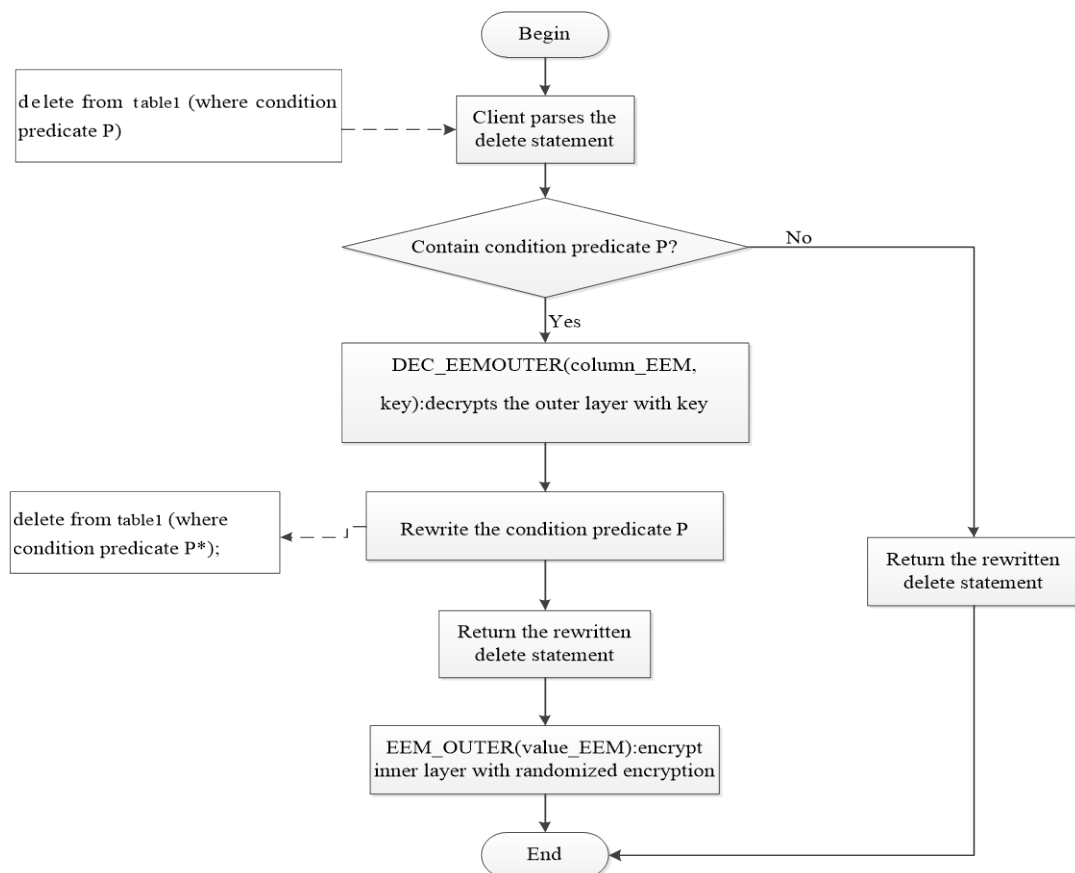 Begin
delete from table1 (where condition
predicate P)
Client parses the
delete statement
Contain condition predicate P?
No
Yes
DEC_EEMOUTER(column_EEM,
key):decrypts the outer layer with key
delete from table1 (where
condition predicate P*);
Rewrite the condition predicate P
Return the rewritten
delete statement
Return the rewritten
delete statement
EEM_OUTER(value_EEM):encrypt
inner layer with randomized encryption
End